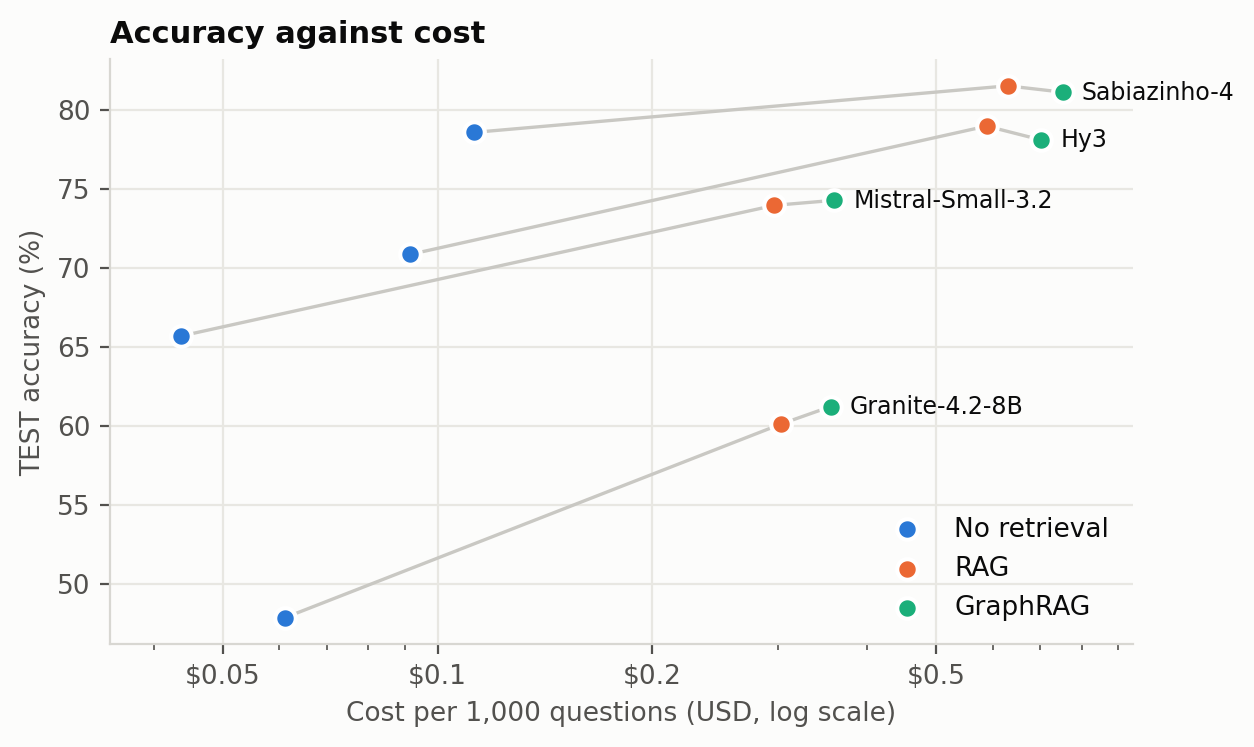 Accuracy against cost
TEST accuracy (%)
80
75
70
65
60
55
50
Sabiazinho-4
Hy3
Mistral-Small-3.2
Granite-4.2-8B
No retrieval
RAG
GraphRAG
$0.05 $0.1 $0.2 $0.5
Cost per 1,000 questions (USD, log scale)